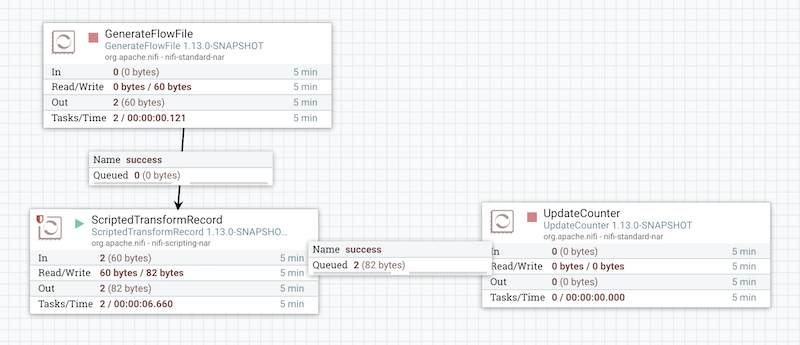 GenerateFlowFile
GenerateFlowFile 1.13.0-SNAPSHOT
org.apache.nifi - nifi-standard-nar
In 0 (0 bytes) 5 min
Read/Write 0 bytes / 60 bytes 5 min
Out 2 (60 bytes) 5 min
Tasks/Time 2 / 00:00:00.121 5 min
Name success
Queued 0 (0 bytes)
ScriptedTransformRecord
ScriptedTransformRecord 1.13.0-SNAPSHO...
org.apache.nifi - nifi-scripting-nar
In 2 (60 bytes) 5 min
Read/Write 60 bytes / 82 bytes 5 min
Out 2 (82 bytes) 5 min
Tasks/Time 2 / 00:00:06.660 5 min
Name success
Queued 2 (82 bytes)
UpdateCounter
UpdateCounter 1.13.0-SNAPSHOT
org.apache.nifi - nifi-standard-nar
In 0 (0 bytes) 5 min
Read/Write 0 bytes / 0 bytes 5 min
Out 0 (0 bytes) 5 min
Tasks/Time 0 / 00:00:00.000 5 min